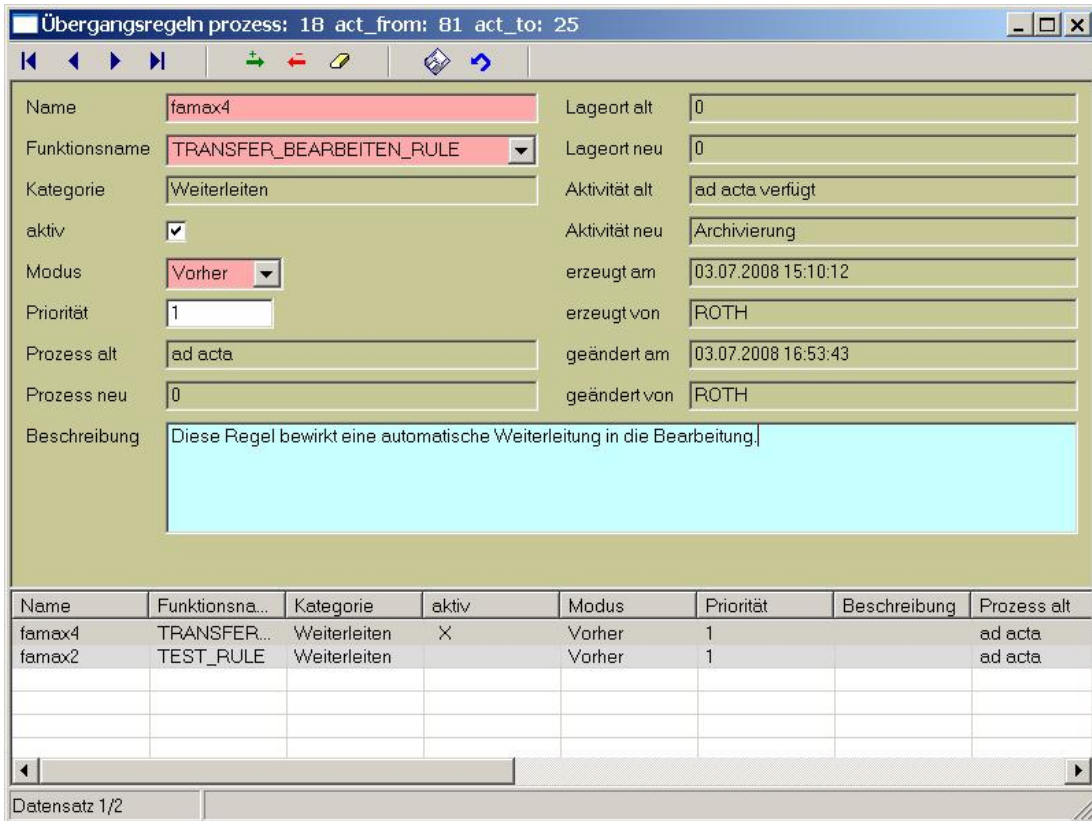 Übergangsregeln prozess: 18 act_from: 81 act_to: 25
Name famax4 Lageort alt 0
Funktionsname TRANSFER_BEARBEITEN_RULE Lageort neu 0
Kategorie Weiterleiten Aktivität alt ad acta verfügt
aktiv Aktivität neu Archivierung
Modus Vorher erzeugt am 03.07.2008 15:10:12
Priorität 1 erzeugt von ROTH
Prozess alt ad acta geändert am 03.07.2008 16:53:43
Prozess neu 0 geändert von ROTH
Beschreibung Diese Regel bewirkt eine automatische Weiterleitung in die Bearbeitung.
Name Funktionsna... Kategorie aktiv Modus Priorität Beschreibung Prozess alt
famax4 TRANSFER... Weiterleiten X Vorher 1 ad acta
famax2 TEST_RULE Weiterleiten Vorher 1 ad acta
Datensatz 1/2